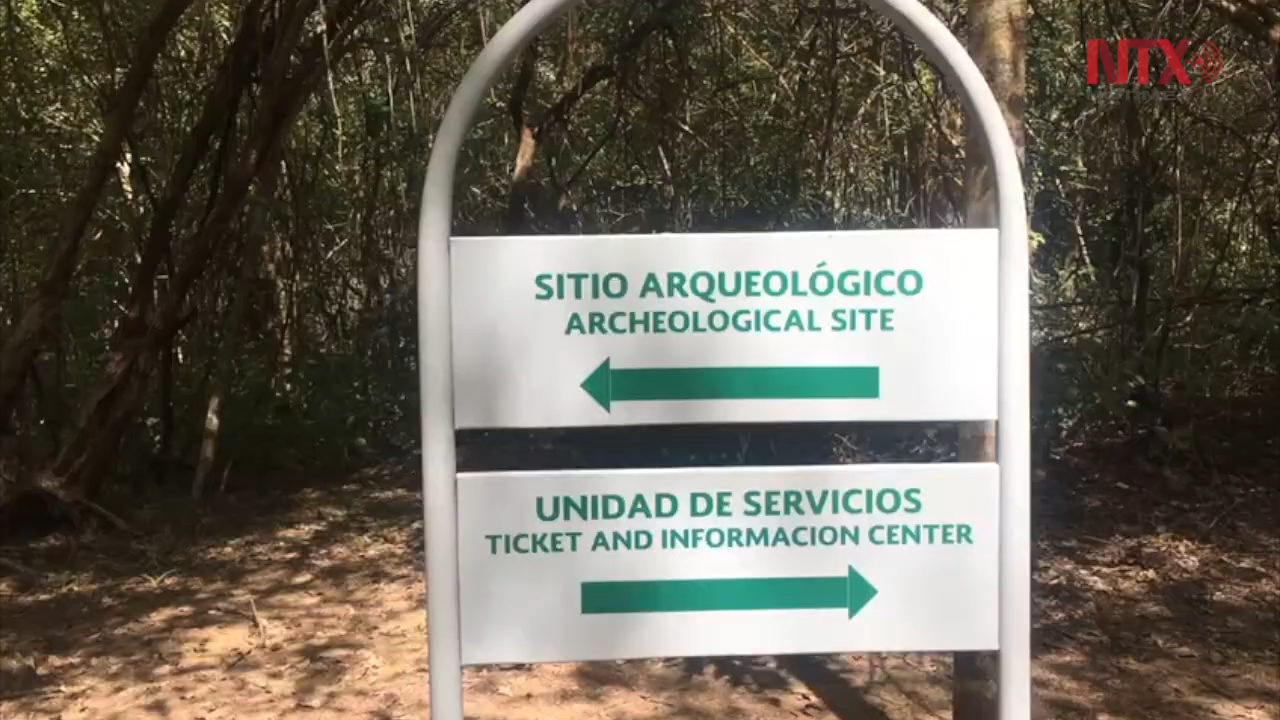 NTX
SITIO ARQUEOLÓGICO
ARCHEOLOGICAL SITE
UNIDAD DE SERVICIOS
TICKET AND INFORMACION CENTER